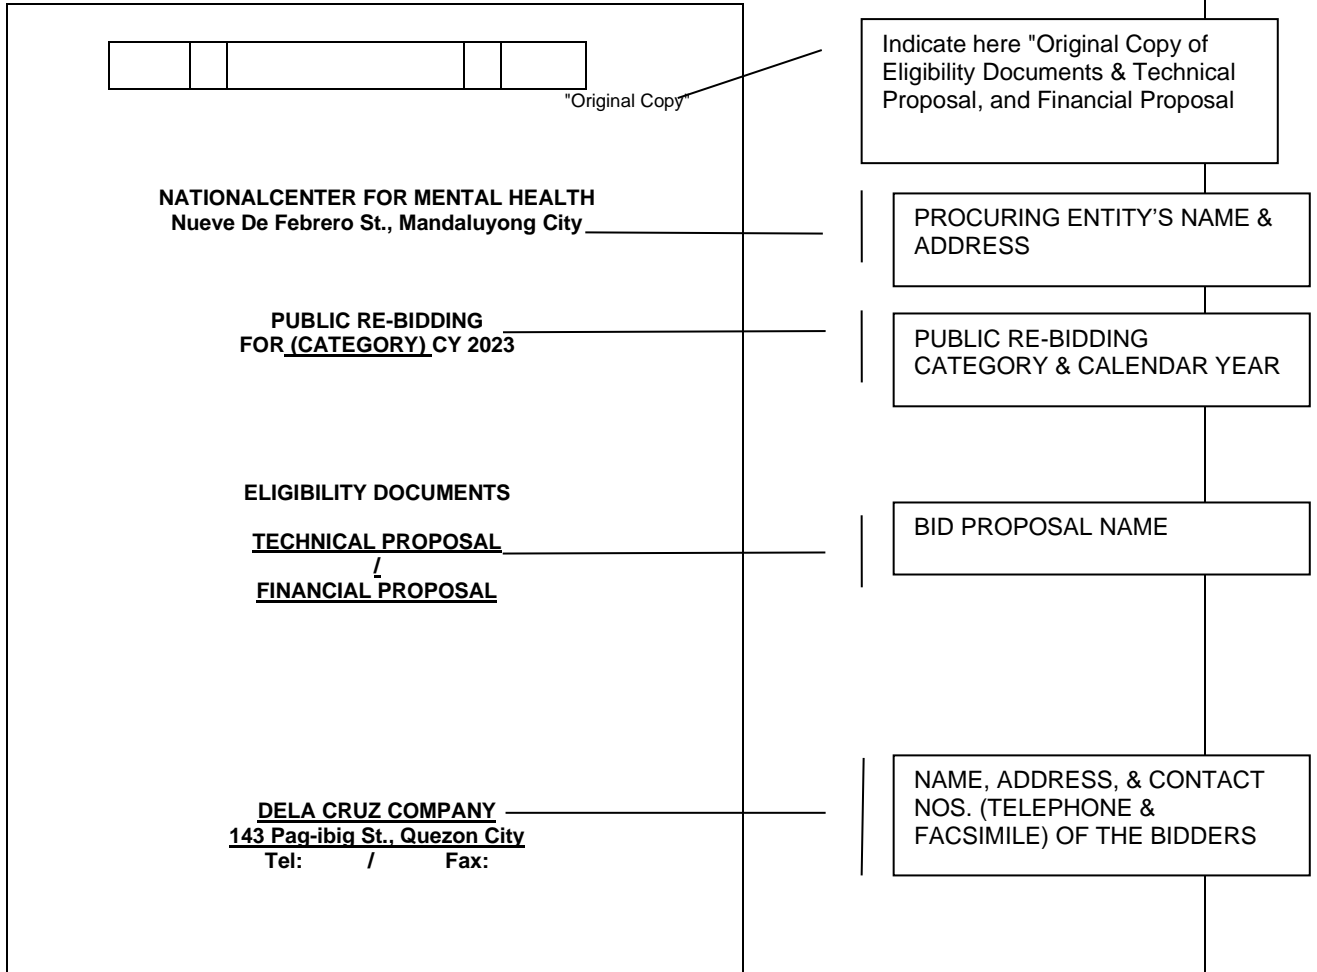 "Original Copy"
Indicate here "Original Copy of
Eligibility Documents & Technical
Proposal, and Financial Proposal
NATIONALCENTER FOR MENTAL HEALTH
Nueve De Febrero St., Mandaluyong City
PROCURING ENTITY’S NAME &
ADDRESS
PUBLIC RE-BIDDING
FOR (CATEGORY) CY 2023
PUBLIC RE-BIDDING
CATEGORY & CALENDAR YEAR
ELIGIBILITY DOCUMENTS
TECHNICAL PROPOSAL
/
FINANCIAL PROPOSAL
BID PROPOSAL NAME
DELA CRUZ COMPANY
143 Pag-ibig St., Quezon City
Tel: / Fax:
NAME, ADDRESS, & CONTACT
NOS. (TELEPHONE &
FACSIMILE) OF THE BIDDERS